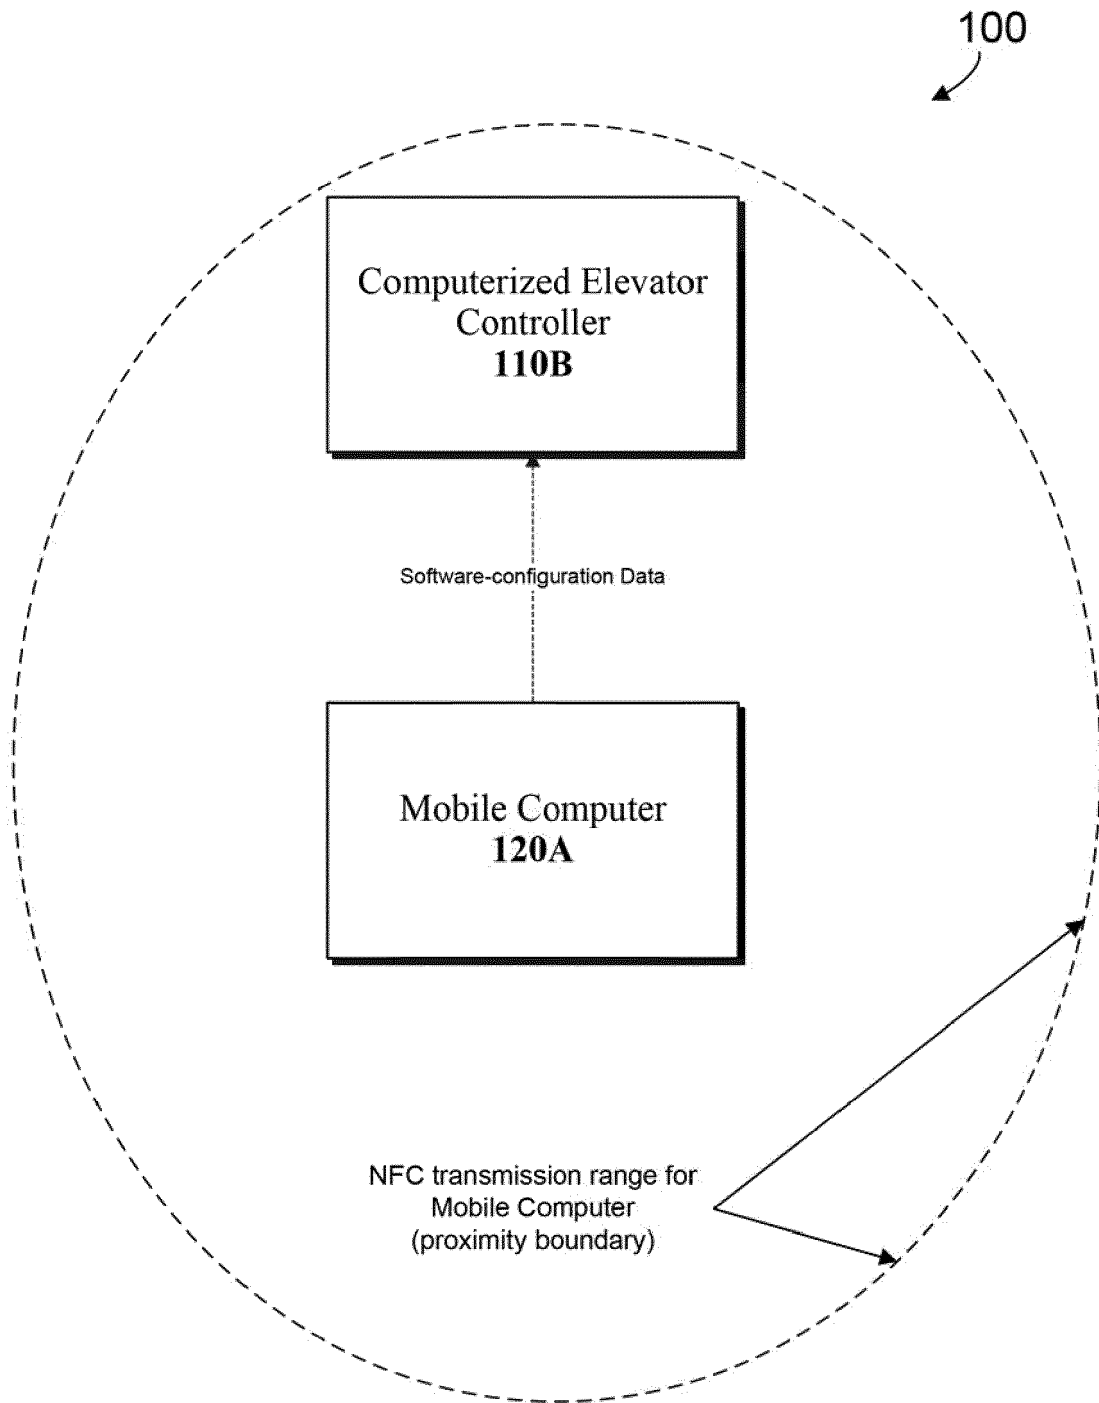 100
Computerized Elevator
Controller
110B
Software-configuration Data
Mobile Computer
120A
NFC transmission range for
Mobile Computer
(proximity boundary)